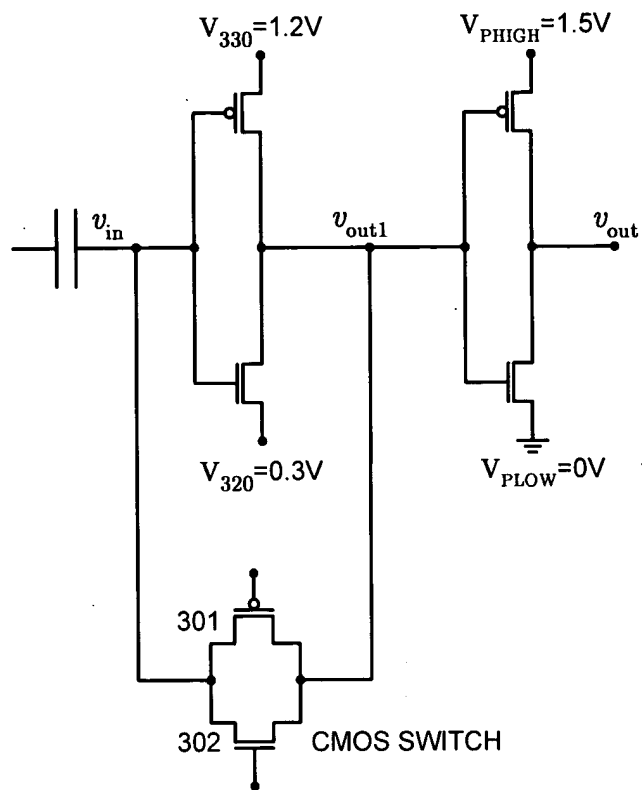 V330=1.2V
VPHIGH=1.5V
vin
vout1
vout
V320=0.3V
VPLOW=0V
301
302
CMOS SWITCH